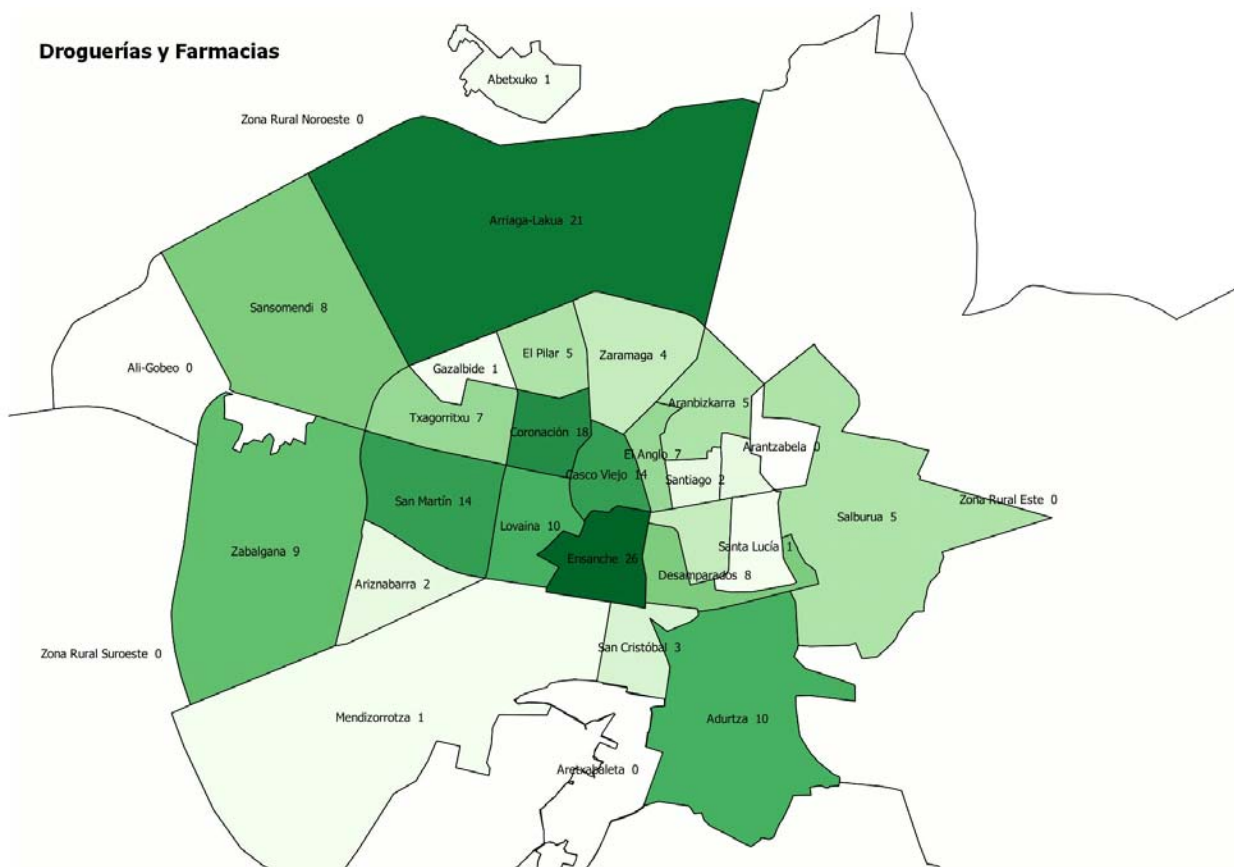 Droguerías y Farmacias
Abetxuko 1
Zona Rural Noroeste 0
Arriaga-Lakua 21
Sansomendi 8
El Pilar 5
Zaramaga 4
Ali-Gobeo 0
Gazalbide 1
Aranbizkarra 5
Txagorritxu 7
Coronación 18
Arantzabela 0
El Anglo 7
Casco Viejo 14
Santiago 2
San Martín 14
Zona Rural Este 0
Salburua 5
Lovaina 10
Santa Lucía 1
Zabalgana 9
Ensanche 26
Desamparados 8
Ariznabarra 2
San Cristóbal 3
Zona Rural Suroeste 0
Mendizorrotza 1
Adurtza 10
Aretxabaleta 0